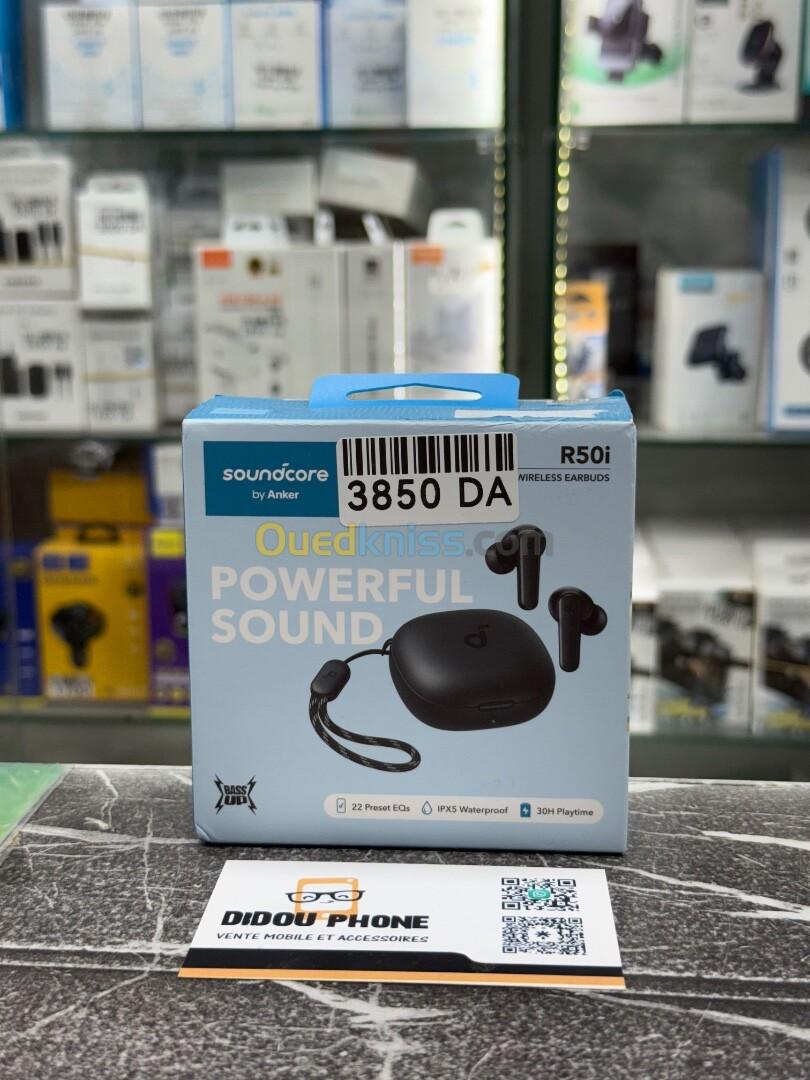 soundcore
by Anker
3850 DA
R50i
WIRELESS EARBUDS
Ouedkniss.com
POWERFUL
SOUND
BASS
UP
22 Preset EQs
IPX5 Waterproof
30H Playtime
DIDOU PHONE
VENTE MOBILE ET ACCESSOIRES